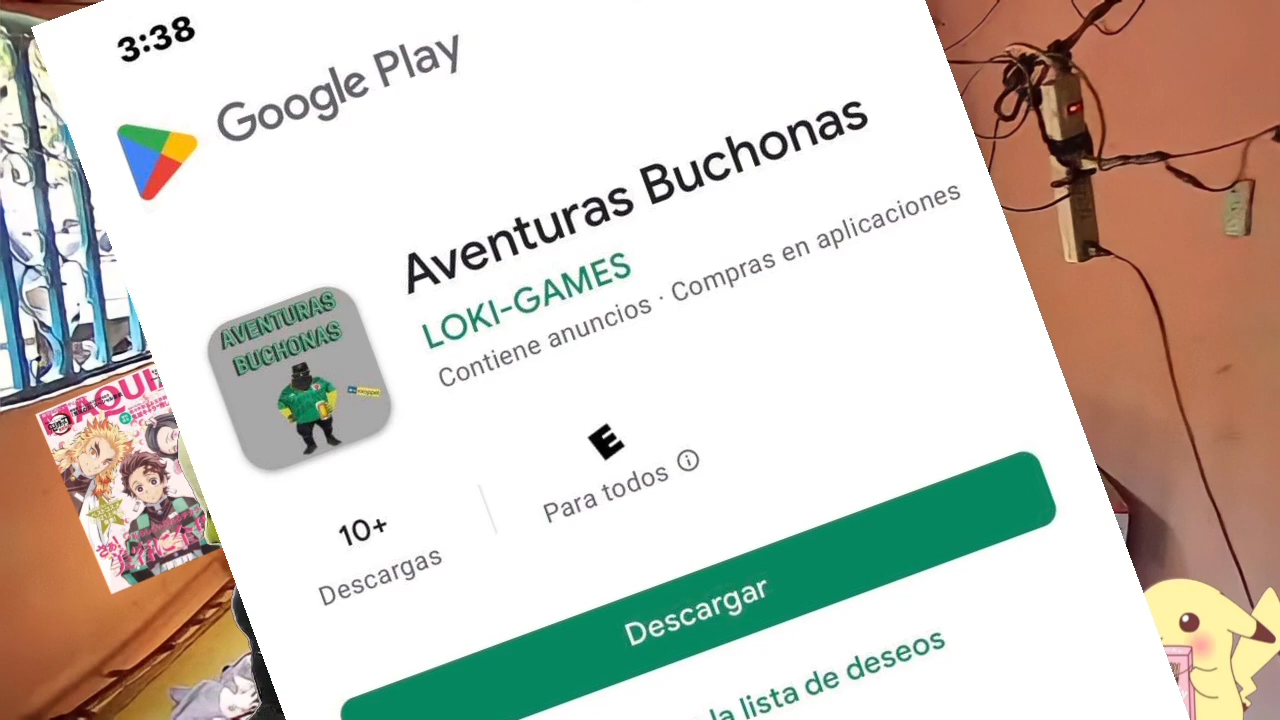 3:38
Google Play
Aventuras Buchonas
LOKI-GAMES
Contiene anuncios · Compras en aplicaciones
AVENTURAS
BUCHONAS
E
10+
Descargas
Para todos
Descargar
la lista de deseos